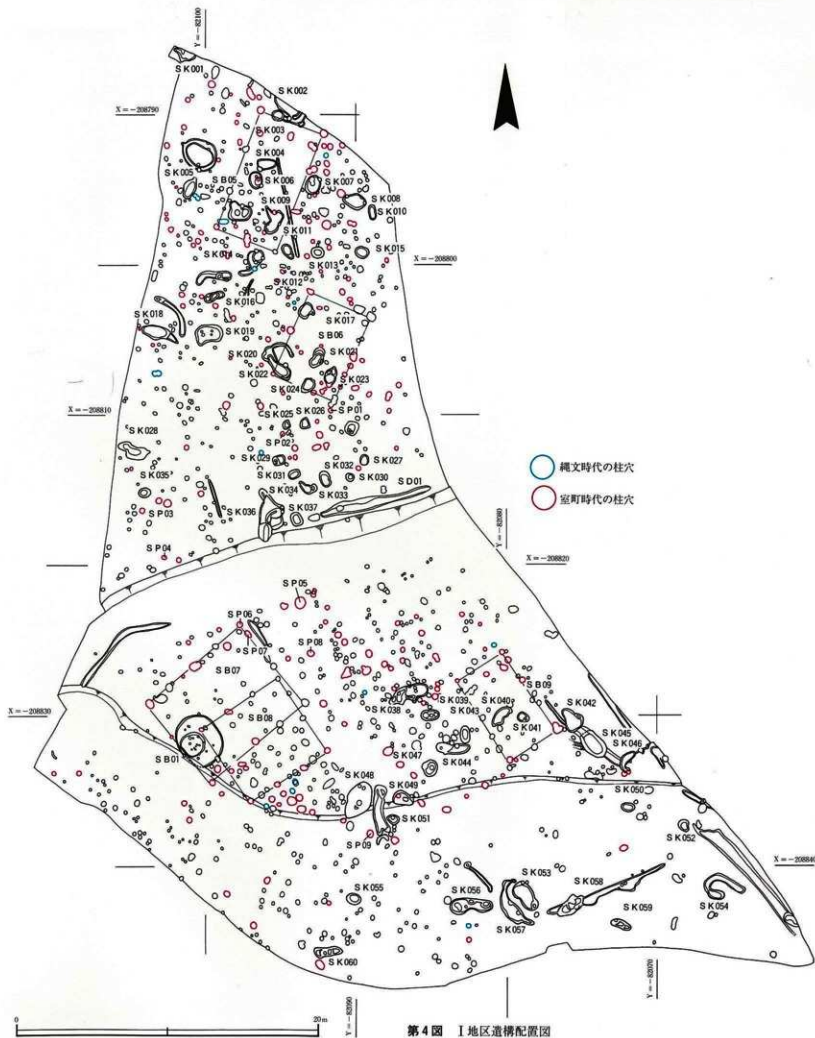 Y=-82100
SK001
SK002
X=-208790
SK003
SK004
SK005
SB05
SK006
SK007
SK008
SK009
SK010
SK011
SK015
SK014
SK013
X=-208800
SK012
SK016
SK018
SK017
SK019
SB06
SK020
SK021
SK022
SK023
SK024
X=-208810
SK025
SK026
SP01
SK028
SP02
SK029
SK027
縄文時代の柱穴
SK035
SK031
SK032
SK030
SK034
SK033
SD01
室町時代の柱穴
SP03
SK036
SK037
Y=-82080
SP04
X=-208820
SP05
SP06
SP07
SP08
SB07
SB09
SK040
SK042
SK039
SK038
SK043
SK041
X=-208830
SB08
SK045
SK046
SB01
SK047
SK044
SK048
SK049
SK050
SK051
SK052
SP09
X=-208840
SK053
SK055
SK056
SK058
SK054
SK057
SK059
SK060
Y=-82070
Y=-82090
0
20m
第4図 I地区遺構配置図